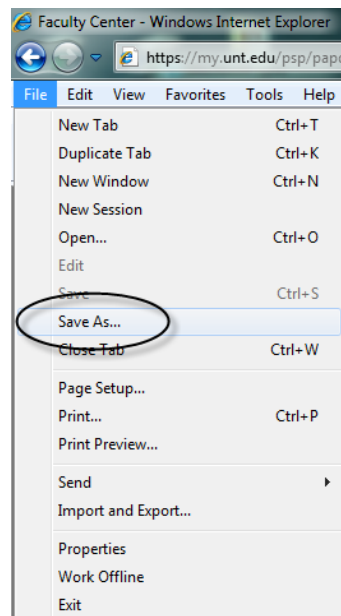 Faculty Center - Windows Internet Explorer
https://my.unt.edu/psp/pap
File Edit View Favorites Tools Help
New Tab Ctrl+T
Duplicate Tab Ctrl+K
New Window Ctrl+N
New Session
Open... Ctrl+O
Edit
Save Ctrl+S
Save As...
Close Tab Ctrl+W
Page Setup...
Print... Ctrl+P
Print Preview...
Send
Import and Export...
Properties
Work Offline
Exit